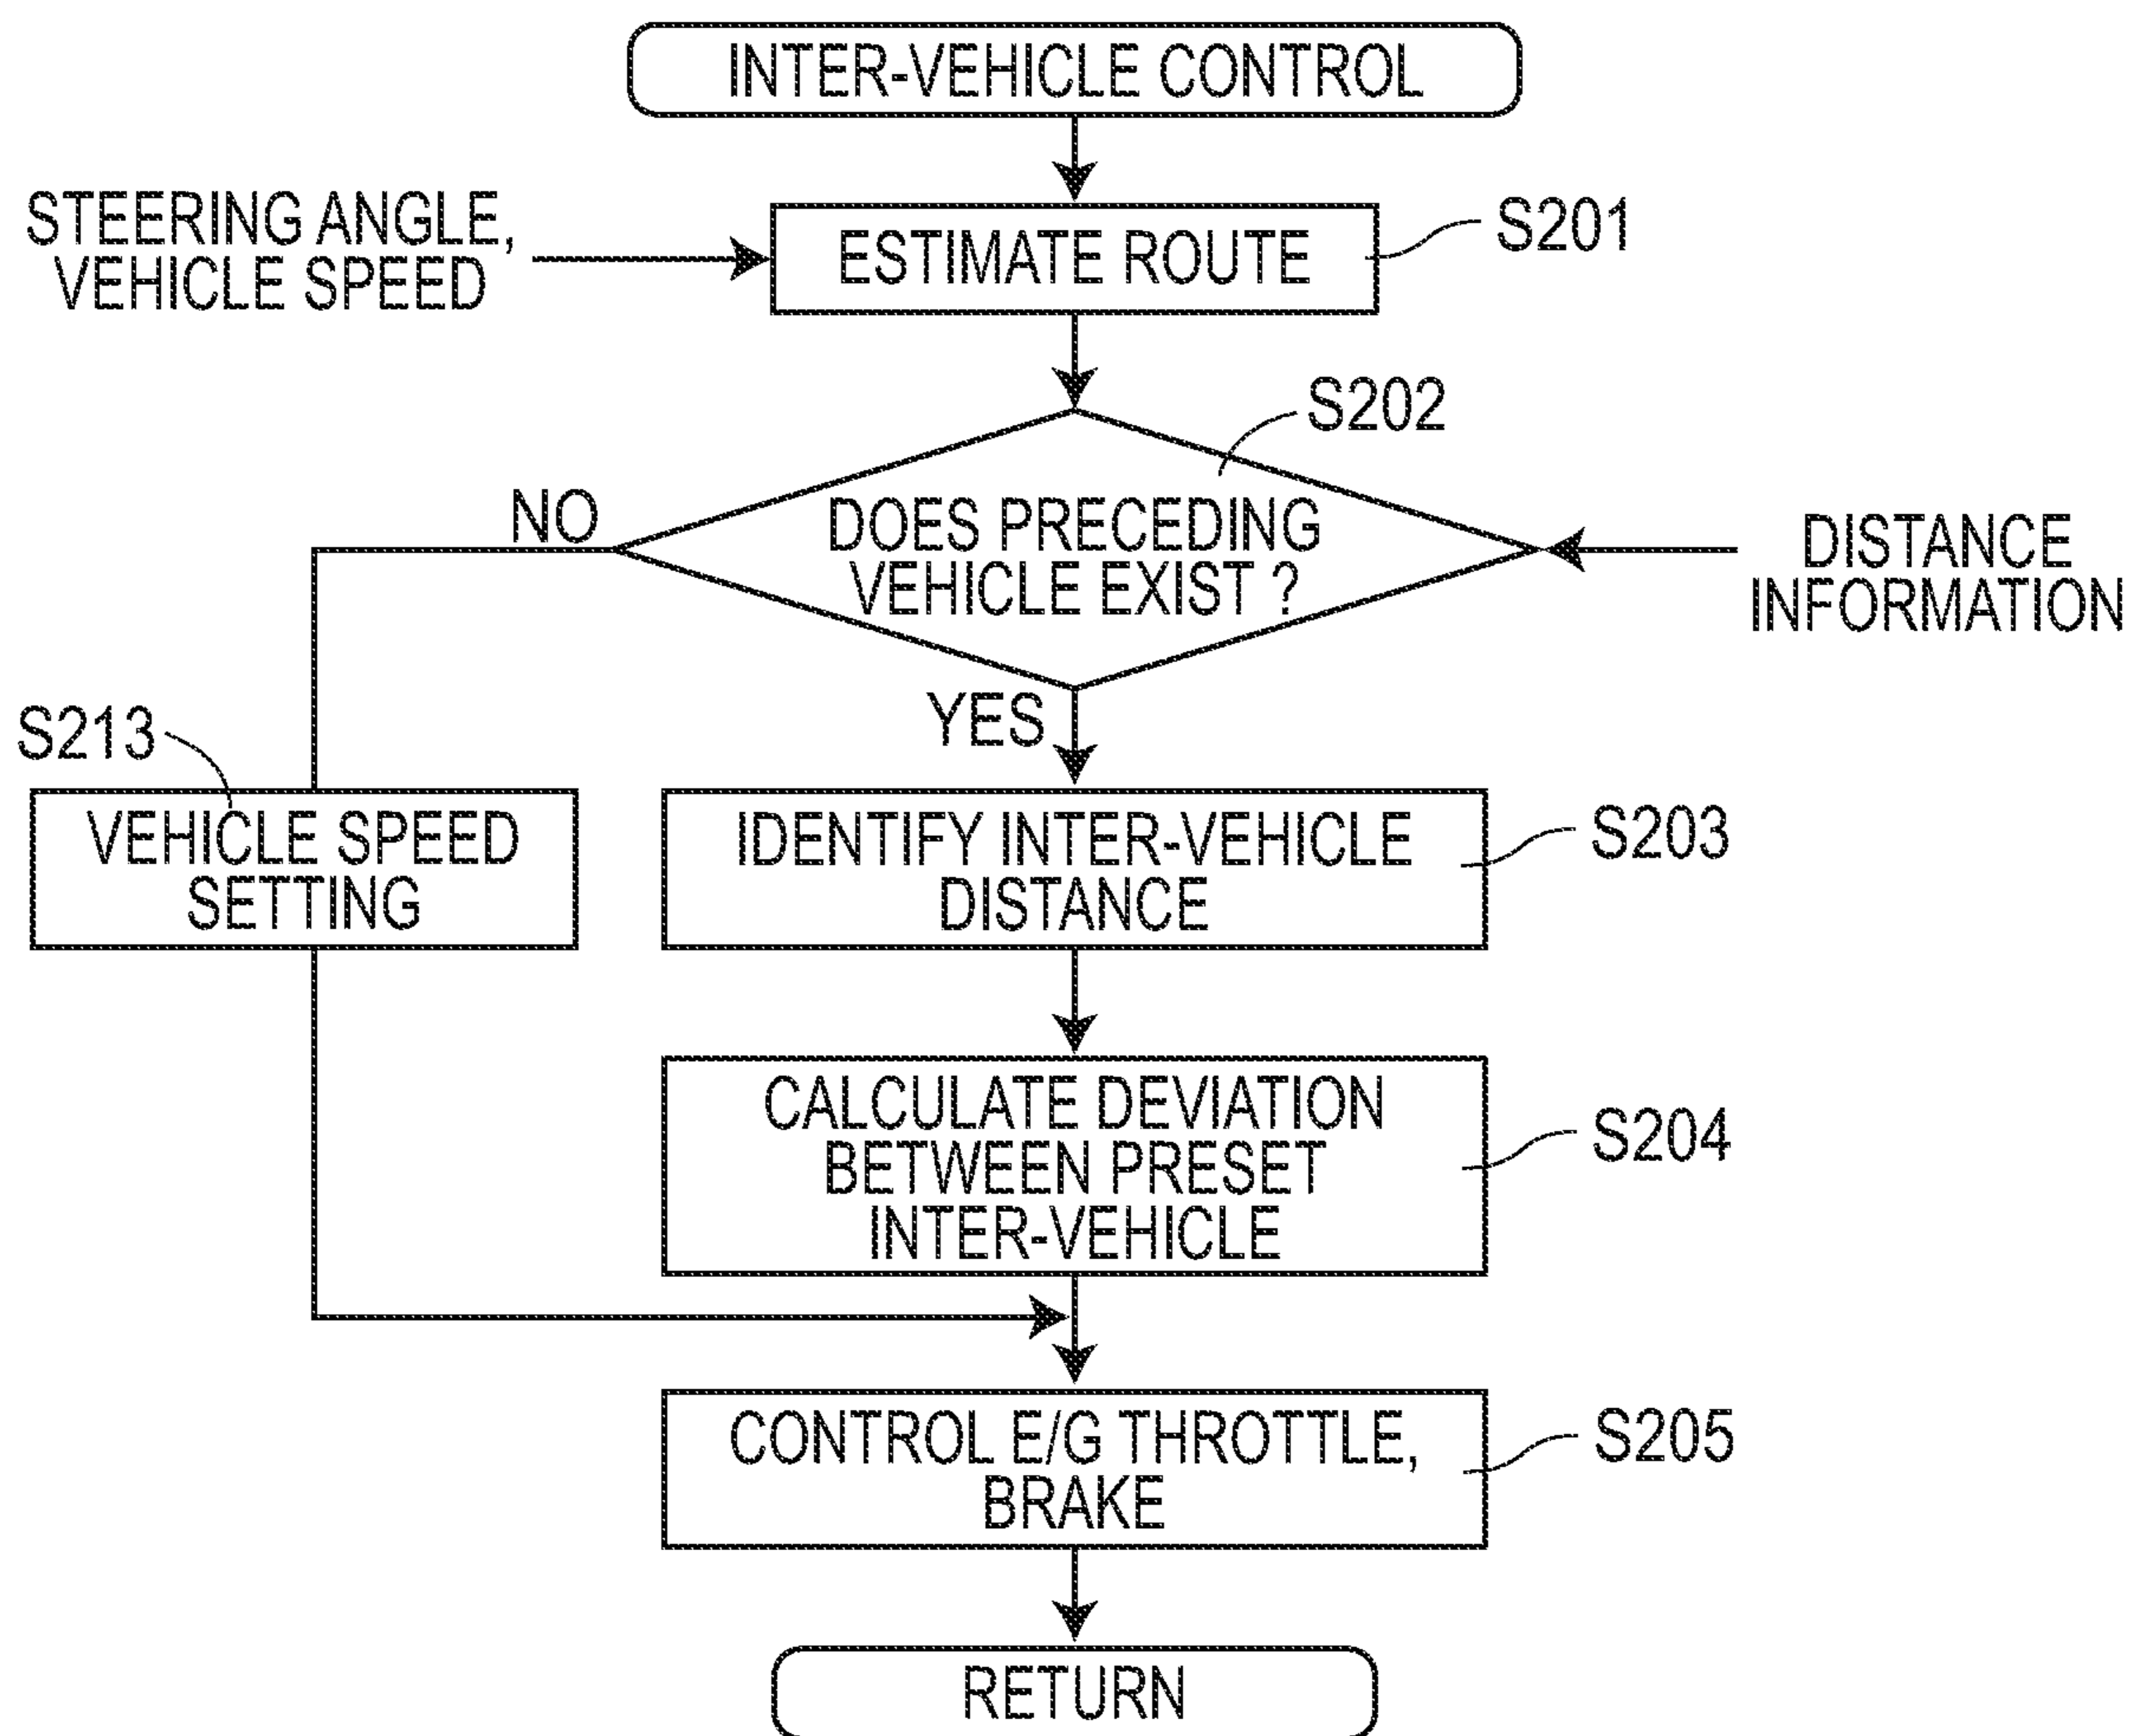 INTER-VEHICLE CONTROL
STEERING ANGLE,
VEHICLE SPEED
ESTIMATE ROUTE
S201
S202
NO
DOES PRECEDING
VEHICLE EXIST ?
DISTANCE
INFORMATION
YES
S213
VEHICLE SPEED
SETTING
IDENTIFY INTER-VEHICLE
DISTANCE
S203
CALCULATE DEVIATION
BETWEEN PRESET
INTER-VEHICLE
S204
CONTROL E/G THROTTLE,
BRAKE
S205
RETURN